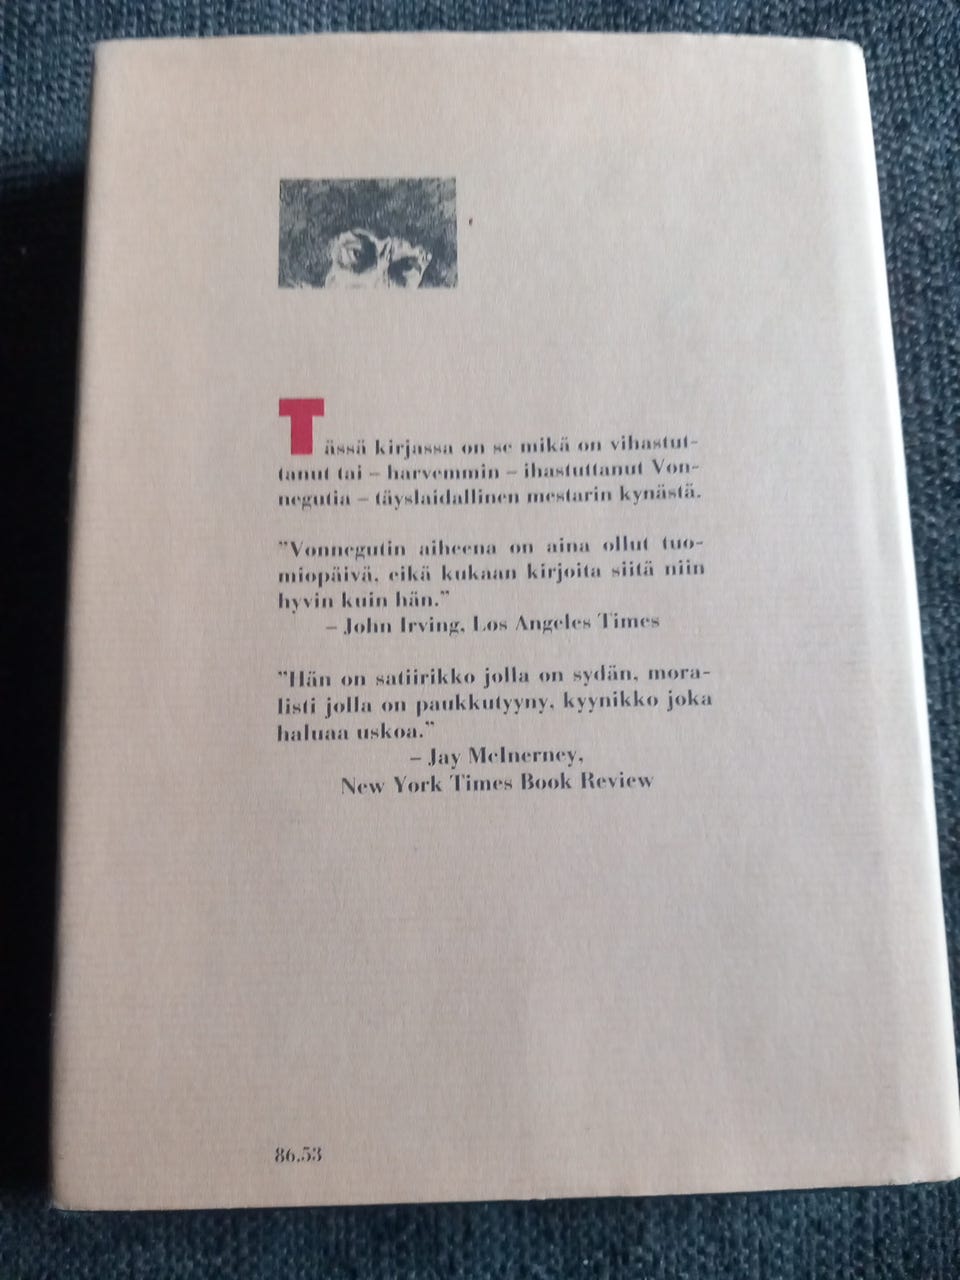 Tässä kirjassa on se mikä on vihastut-
tanut tai – harvemmin – ihastuttanut Von-
negutia – täyslaidallinen mestarin kynästä.
”Vonnegutin aiheena on aina ollut tuo-
miopäivä, eikä kukaan kirjoita siitä niin
hyvin kuin hän.”
– John Irving, Los Angeles Times
”Hän on satiirikko jolla on sydän, mora-
listi jolla on paukkutyyny, kyynikko joka
haluaa uskoa.”
– Jay McInerney,
New York Times Book Review
86.53